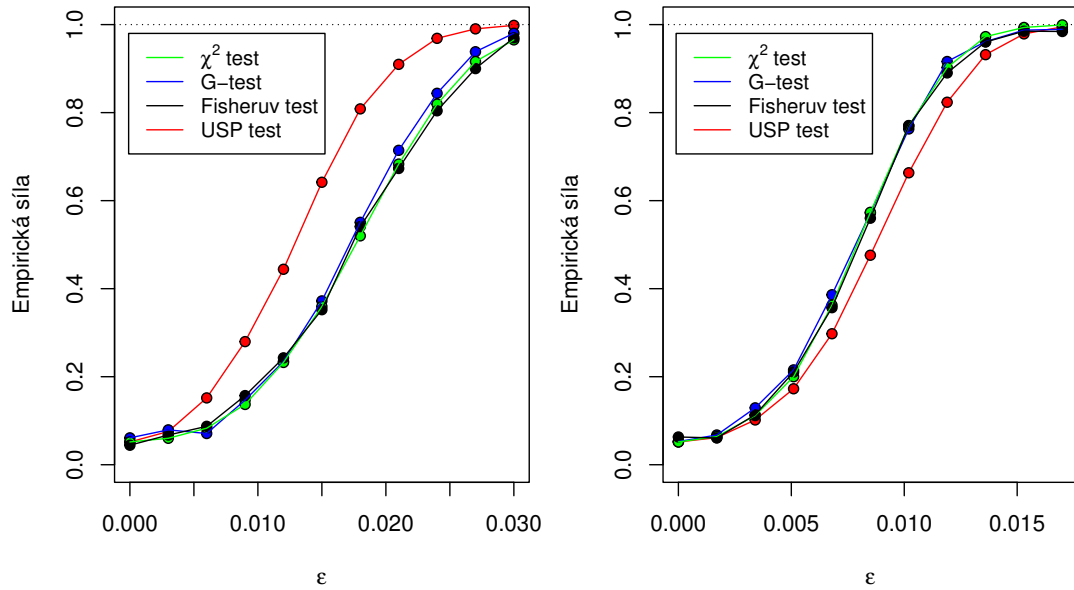 χ² test
G−test
Fisheruv test
USP test
Empirická síla
0.0
0.2
0.4
0.6
0.8
1.0
0.000
0.010
0.020
0.030
ε
χ² test
G−test
Fisheruv test
USP test
Empirická síla
0.0
0.2
0.4
0.6
0.8
1.0
0.000
0.005
0.010
0.015
ε